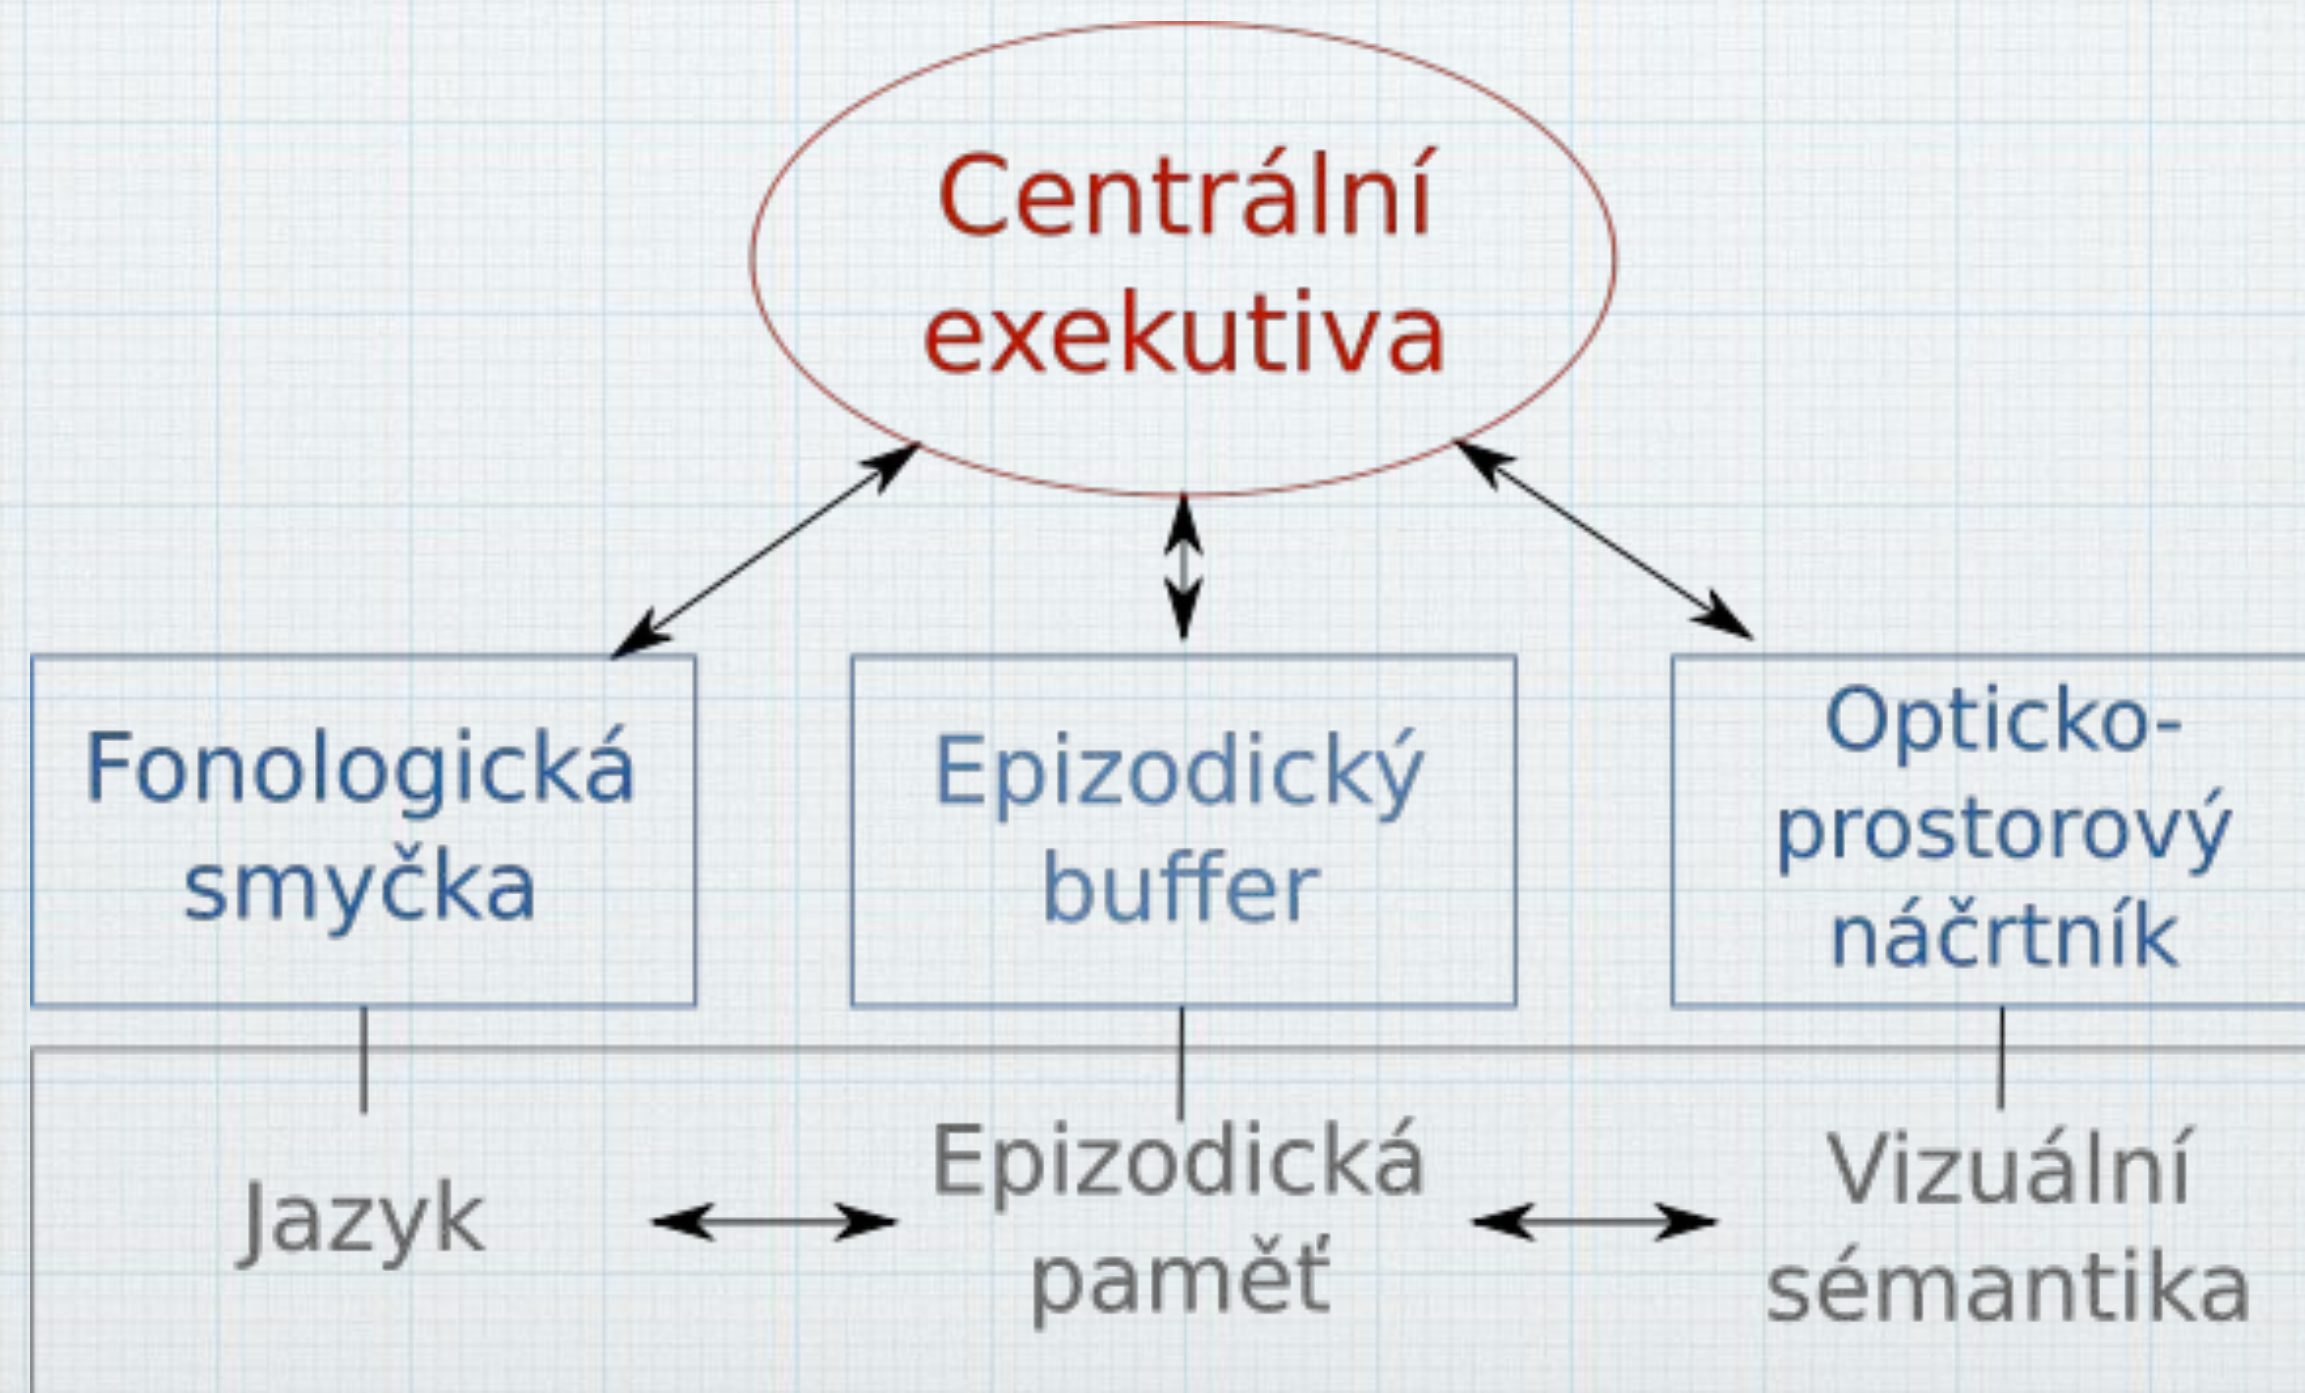 Centrální
exekutiva
Fonologická
smyčka
Epizodický
buffer
Opticko-
prostorový
náčrtník
Jazyk
Epizodická
paměť
Vizuální
sémantika